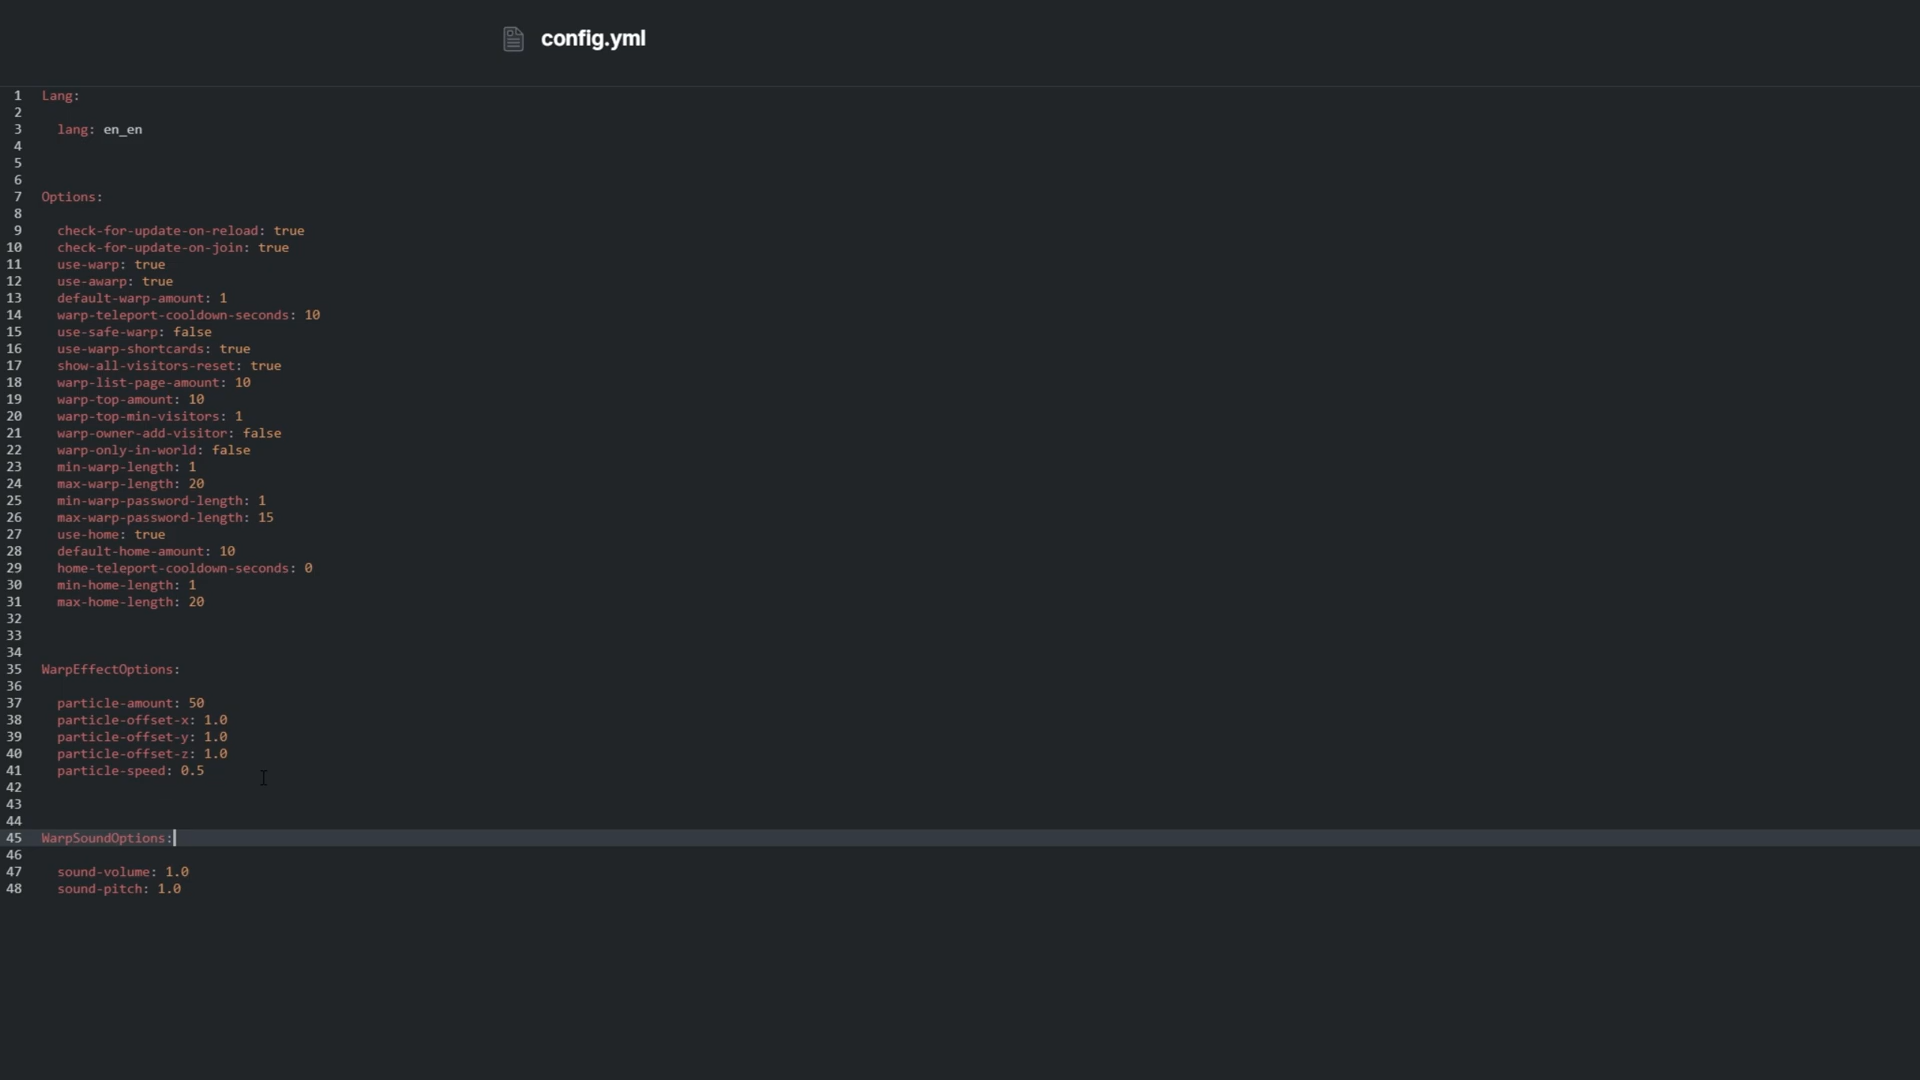 config.yml
1 Lang:
2
3 lang: en_en
4
5
6
7 Options:
8
9 check-for-update-on-reload: true
10 check-for-update-on-join: true
11 use-warp: true
12 use-awarp: true
13 default-warp-amount: 1
14 warp-teleport-cooldown-seconds: 10
15 use-safe-warp: false
16 use-warp-shortcards: true
17 show-all-visitors-reset: true
18 warp-list-page-amount: 10
19 warp-top-amount: 10
20 warp-top-min-visitors: 1
21 warp-owner-add-visitor: false
22 warp-only-in-world: false
23 min-warp-length: 1
24 max-warp-length: 20
25 min-warp-password-length: 1
26 max-warp-password-length: 15
27 use-home: true
28 default-home-amount: 10
29 home-teleport-cooldown-seconds: 0
30 min-home-length: 1
31 max-home-length: 20
32
33
34
35 WarpEffectOptions:
36
37 particle-amount: 50
38 particle-offset-x: 1.0
39 particle-offset-y: 1.0
40 particle-offset-z: 1.0
41 particle-speed: 0.5
42
43
44
45 WarpSoundOptions:
46
47 sound-volume: 1.0
48 sound-pitch: 1.0